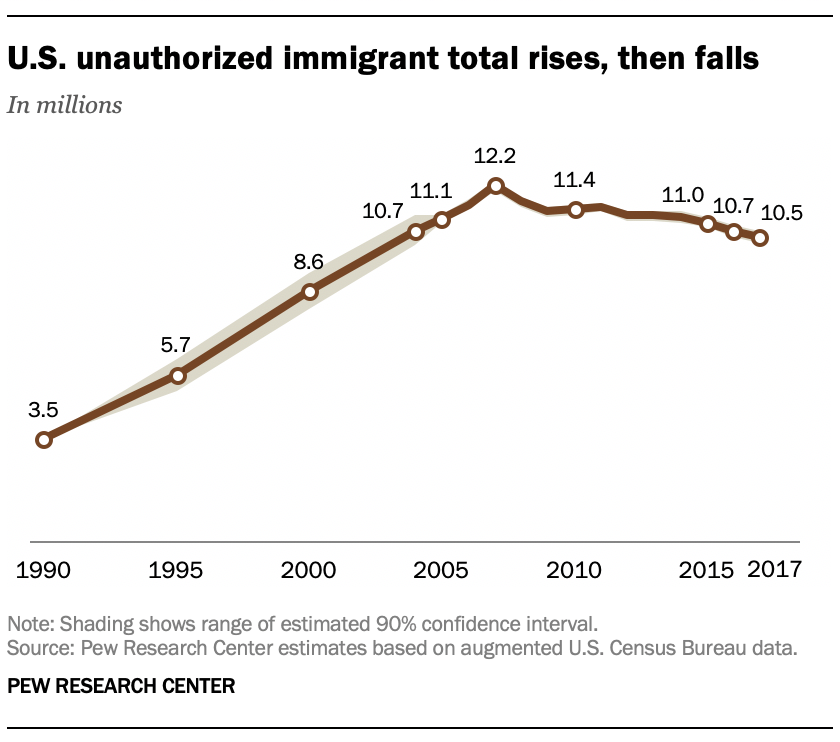 U.S. unauthorized immigrant total rises, then falls
In millions
12.2
11.4
11.1
11.0
10.7
10.7
10.5
8.6
5.7
3.5
1990 1995 2000 2005 2010 2015 2017
Note: Shading shows range of estimated 90% confidence interval.
Source: Pew Research Center estimates based on augmented U.S. Census Bureau data.
PEW RESEARCH CENTER